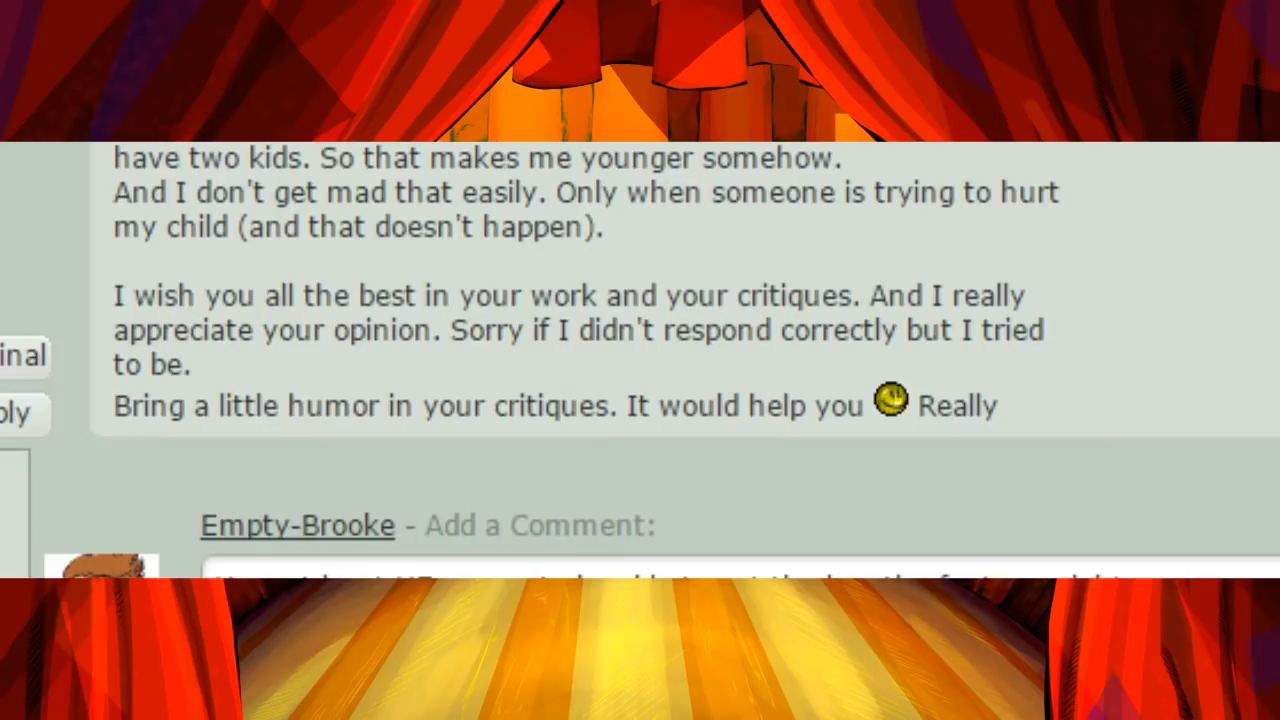 have two kids. So that makes me younger somehow.
And I don't get mad that easily. Only when someone is trying to hurt
my child (and that doesn't happen).
I wish you all the best in your work and your critiques. And I really
inal
appreciate your opinion. Sorry if I didn't respond correctly but I tried
to be.
ply
Bring a little humor in your critiques. It would help you Really
Empty-Brooke - Add a Comment: